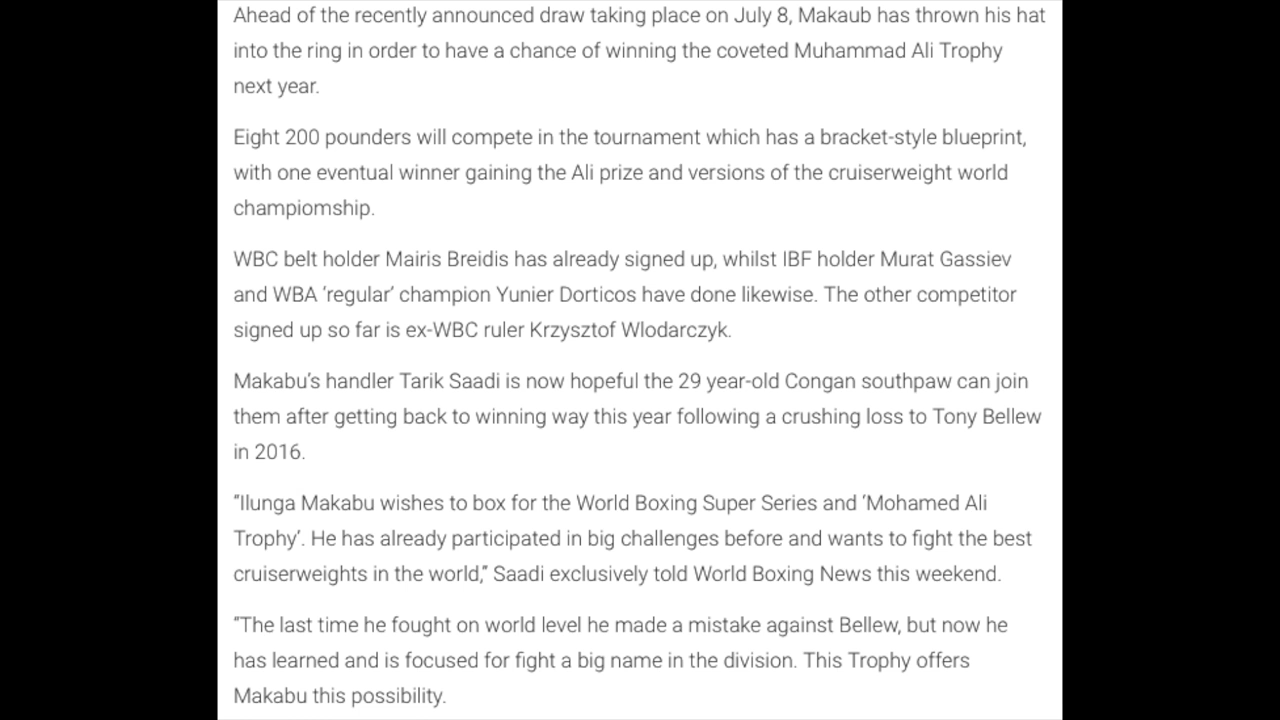 Ahead of the recently announced draw taking place on July 8, Makaub has thrown his hat
into the ring in order to have a chance of winning the coveted Muhammad Ali Trophy
next year.
Eight 200 pounders will compete in the tournament which has a bracket-style blueprint,
with one eventual winner gaining the Ali prize and versions of the cruiserweight world
champiomship.
WBC belt holder Mairis Breidis has already signed up, whilst IBF holder Murat Gassiev
and WBA ‘regular’ champion Yunier Dorticos have done likewise. The other competitor
signed up so far is ex-WBC ruler Krzysztof Wlodarczyk.
Makabu’s handler Tarik Saadi is now hopeful the 29 year-old Congan southpaw can join
them after getting back to winning way this year following a crushing loss to Tony Bellew
in 2016.
“Ilunga Makabu wishes to box for the World Boxing Super Series and ‘Mohamed Ali
Trophy’. He has already participated in big challenges before and wants to fight the best
cruiserweights in the world,” Saadi exclusively told World Boxing News this weekend.
“The last time he fought on world level he made a mistake against Bellew, but now he
has learned and is focused for fight a big name in the division. This Trophy offers
Makabu this possibility.